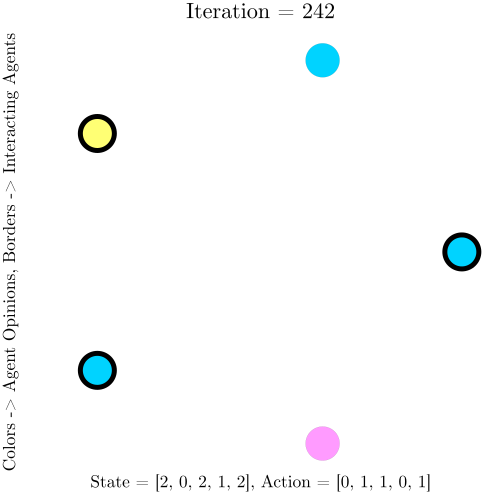 Iteration = 242
Colors -> Agent Opinions, Borders -> Interacting Agents
State = [2, 0, 2, 1, 2], Action = [0, 1, 1, 0, 1]